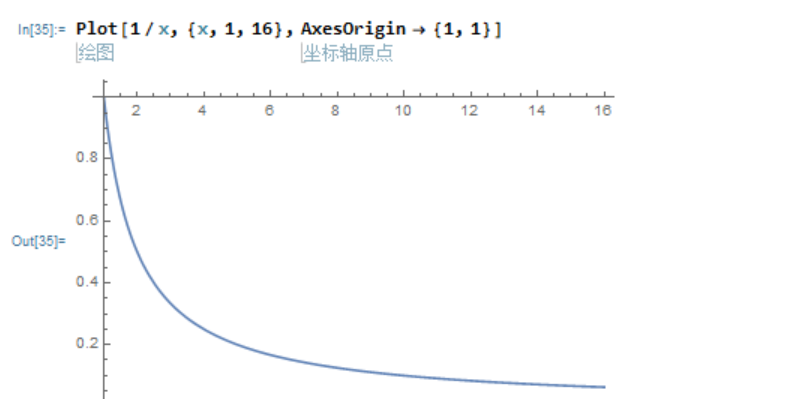 In[35]:= Plot[1/x, {x, 1, 16}, AxesOrigin → {1, 1}]
绘图 坐标轴原点
2 4 6 8 10 12 14 16
0.8
0.6
Out[35]=
0.4
0.2